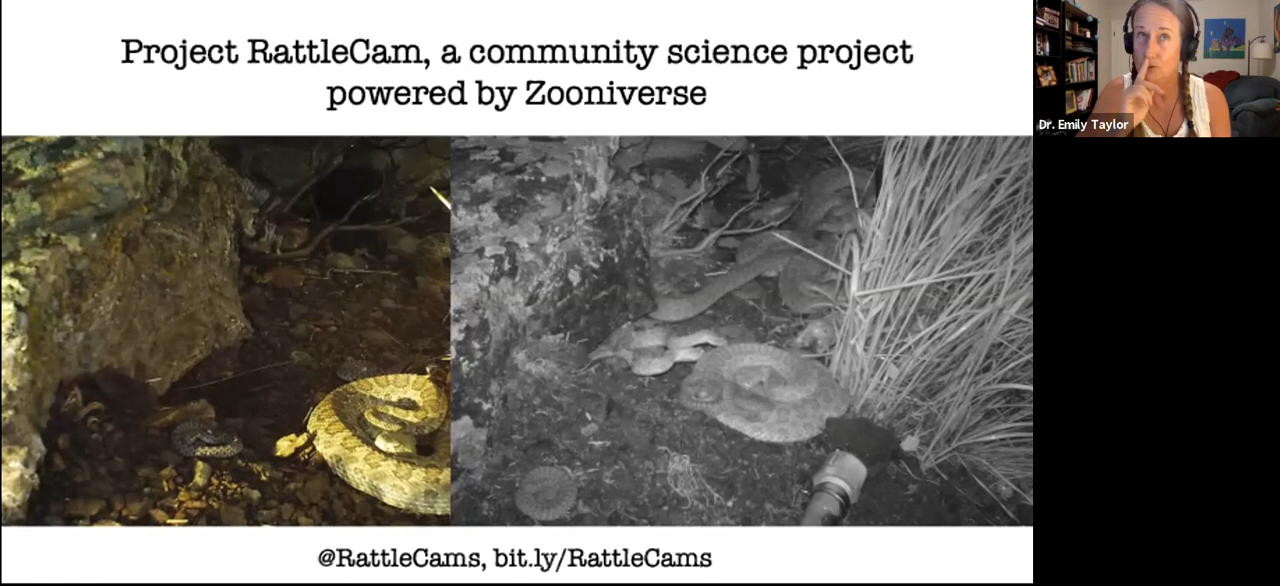 Project RattleCam, a community science project
powered by Zooniverse
Dr. Emily Taylor
@RattleCams, bit.ly/RattleCams